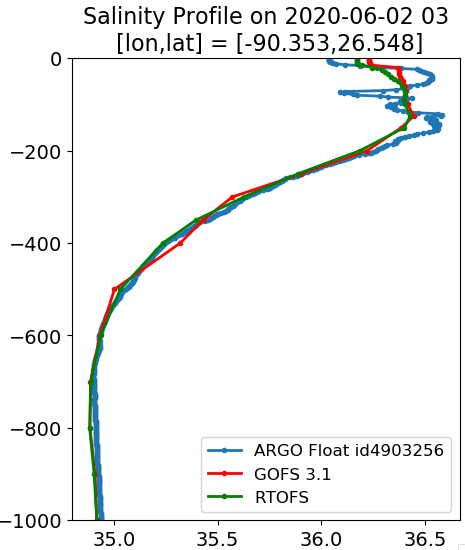 Salinity Profile on 2020-06-02 03
[lon,lat] = [-90.353,26.548]
0
−200
−400
−600
−800
−1000
ARGO Float id4903256
GOFS 3.1
RTOFS
35.0 35.5 36.0 36.5